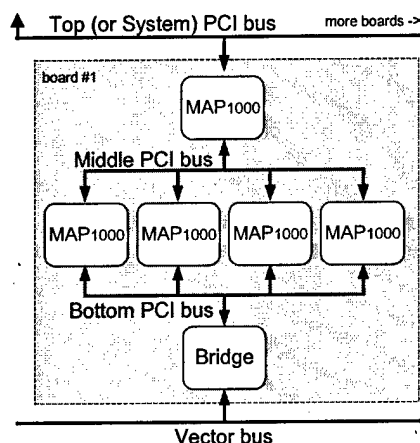 Top (or System) PCI bus
more boards ->
board #1
MAP1000
Middle PCI bus
MAP1000 MAP1000 MAP1000 MAP1000
Bottom PCI bus
Bridge
Vector bus